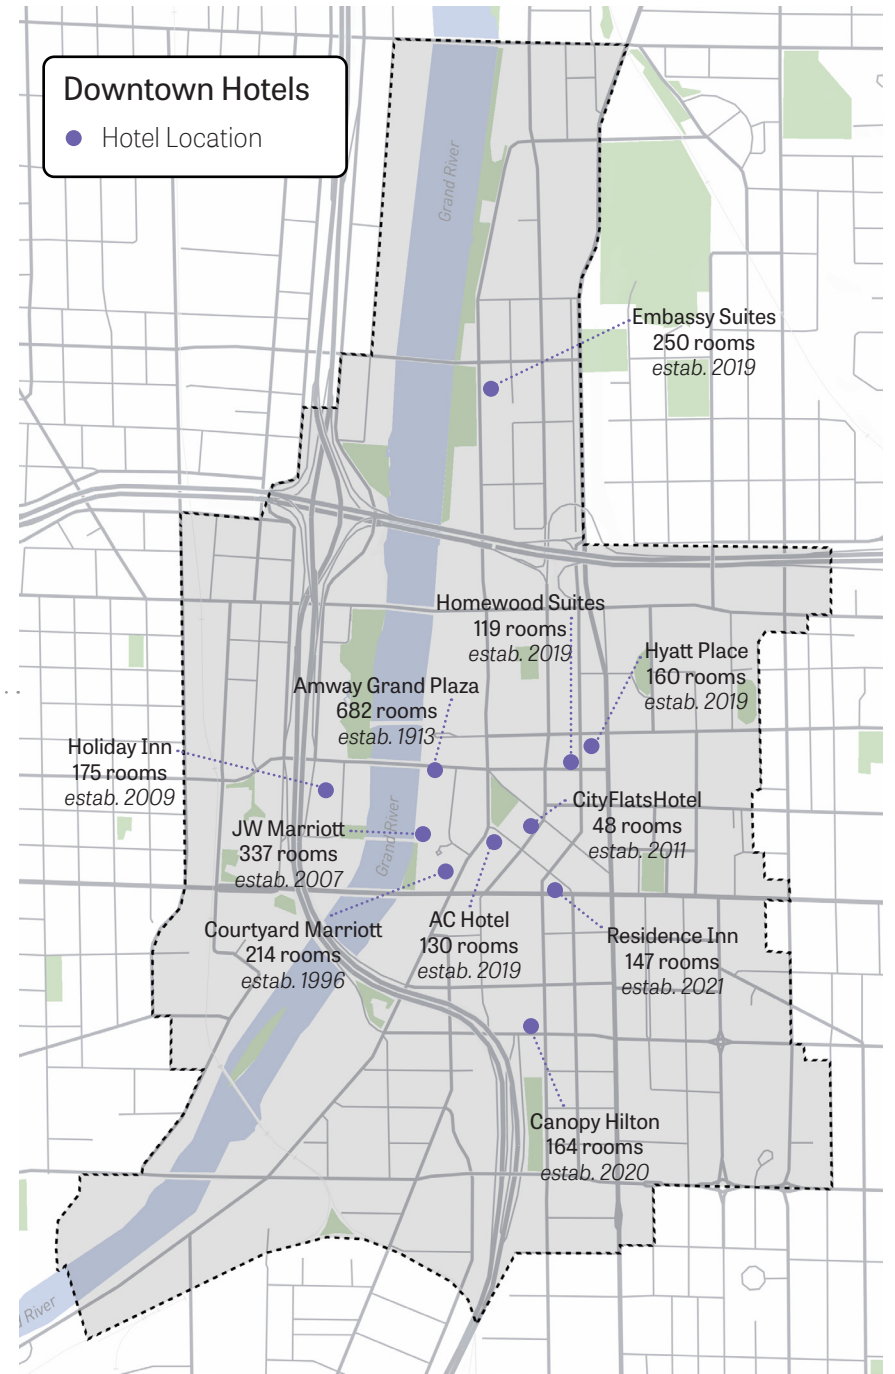 Downtown Hotels
Hotel Location
Grand River
Embassy Suites
250 rooms
estab. 2019
Homewood Suites
119 rooms
estab. 2019
Hyatt Place
160 rooms
estab. 2019
Amway Grand Plaza
682 rooms
estab. 1913
Holiday Inn
175 rooms
estab. 2009
CityFlatsHotel
48 rooms
estab. 2011
JW Marriott
337 rooms
estab. 2007
Grand River
Courtyard Marriott
214 rooms
estab. 1996
AC Hotel
130 rooms
estab. 2019
Residence Inn
147 rooms
estab. 2021
Canopy Hilton
164 rooms
estab. 2020
d River